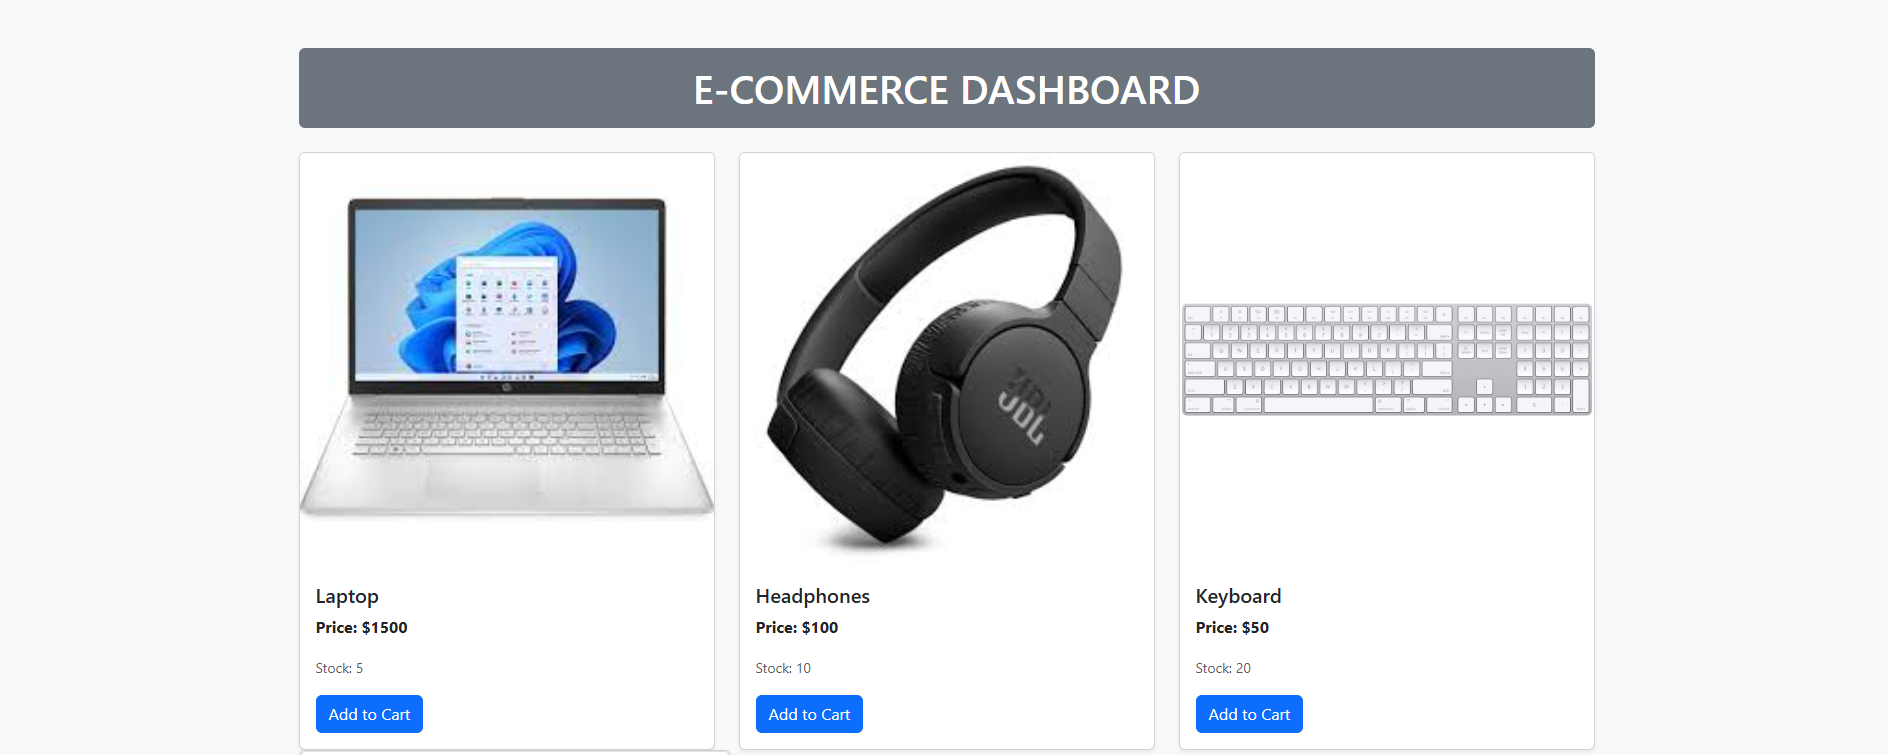 E-COMMERCE DASHBOARD
JBL
Laptop
Price: $1500
Stock: 5
Add to Cart
Headphones
Price: $100
Stock: 10
Add to Cart
Keyboard
Price: $50
Stock: 20
Add to Cart